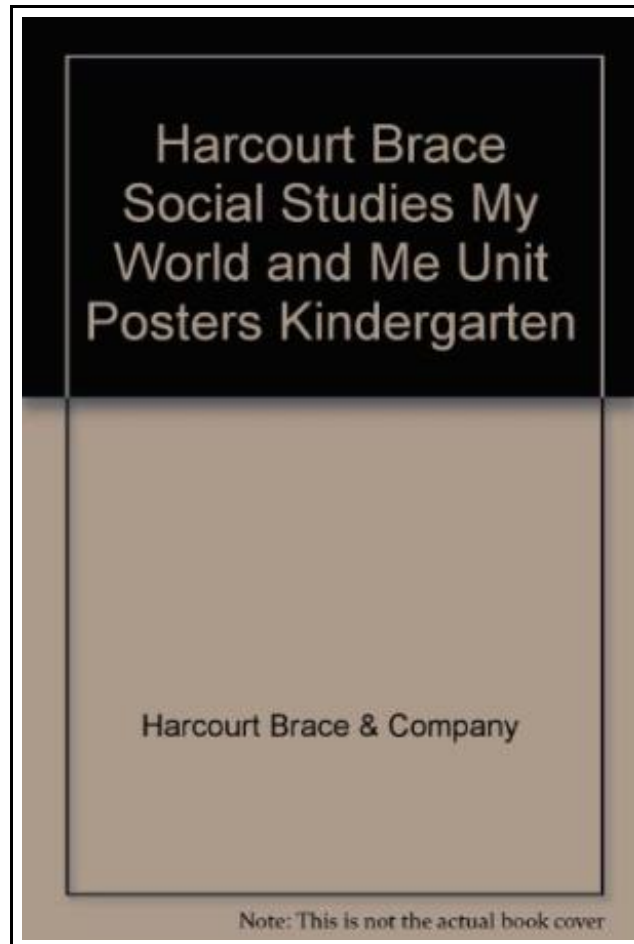 Harcourt Brace
Social Studies My
World and Me Unit
Posters Kindergarten
Harcourt Brace & Company
Note: This is not the actual book cover